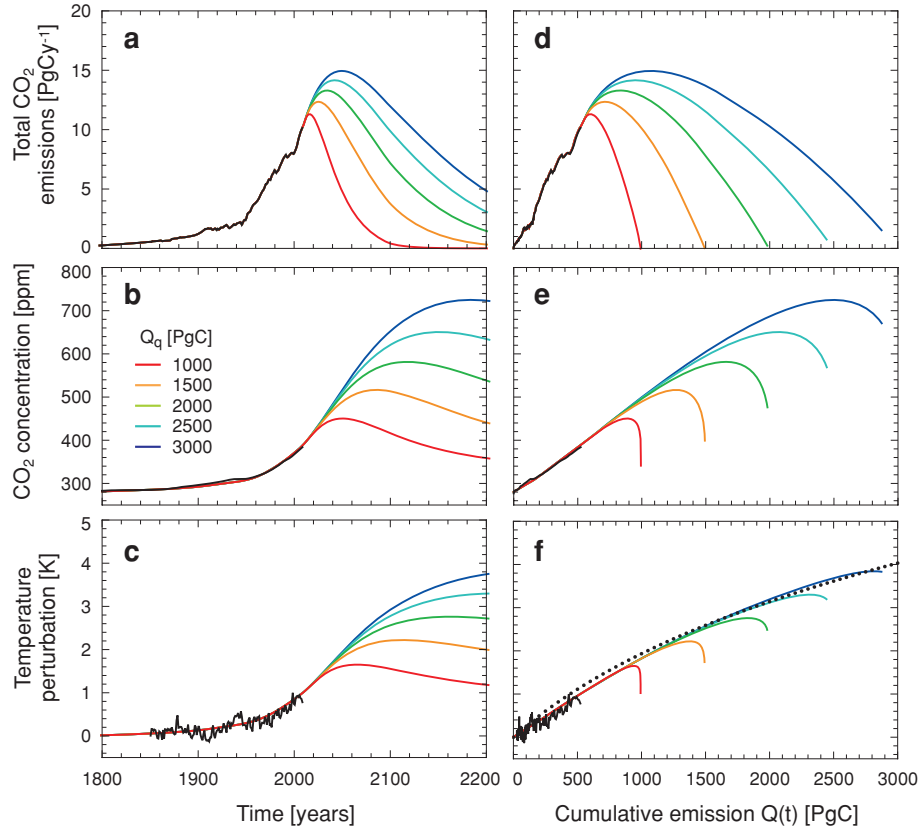 Total CO2
emissions [PgCy-1]
20
15
10
5
0
a
d
CO2 concentration [ppm]
800
700
600
500
400
300
b
e
Qq [PgC]
1000
1500
2000
2500
3000
Temperature
perturbation [K]
5
4
3
2
1
0
c
f
1800 1900 2000 2100 2200
0 500 1000 1500 2000 2500 3000
Time [years]
Cumulative emission Q(t) [PgC]